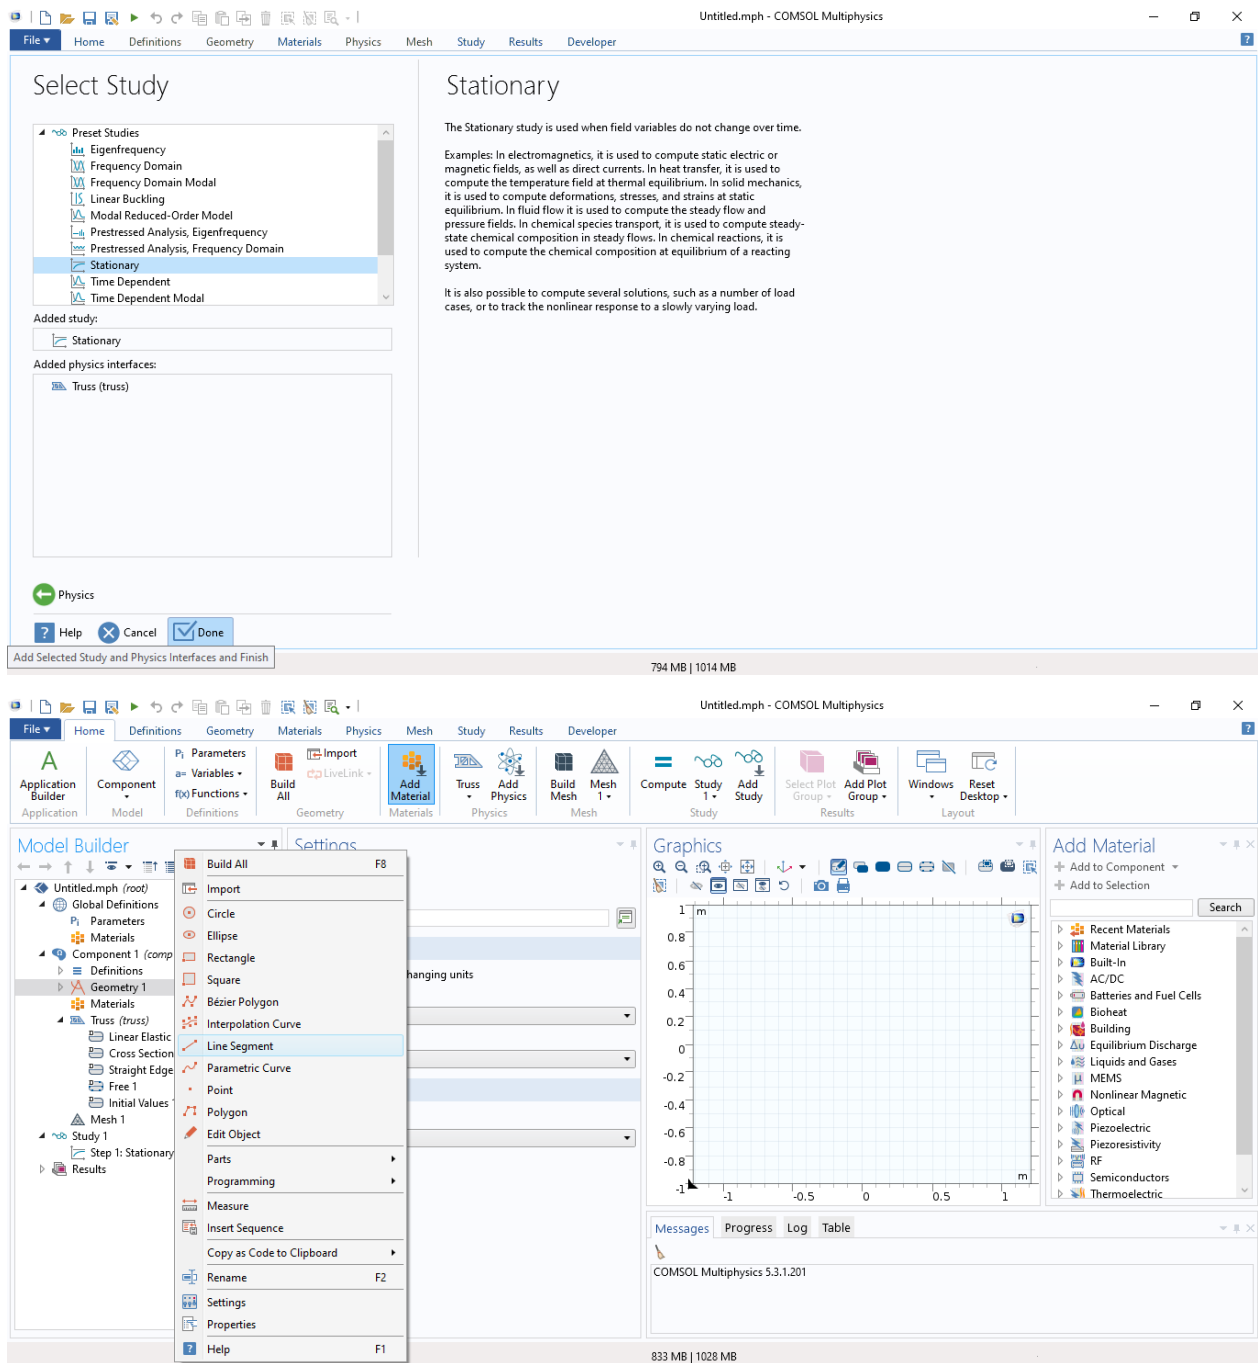 Untitled.mph - COMSOL Multiphysics
File Home Definitions Geometry Materials Physics Mesh Study Results Developer
Select Study
Preset Studies
Eigenfrequency
Frequency Domain
Frequency Domain Modal
Linear Buckling
Modal Reduced-Order Model
Prestressed Analysis, Eigenfrequency
Prestressed Analysis, Frequency Domain
Stationary
Time Dependent
Time Dependent Modal
Added study:
Stationary
Added physics interfaces:
Truss (truss)
Physics
Help Cancel Done
Add Selected Study and Physics Interfaces and Finish
Stationary
The Stationary study is used when field variables do not change over time.
Examples: In electromagnetics, it is used to compute static electric or
magnetic fields, as well as direct currents. In heat transfer, it is used to
compute the temperature field at thermal equilibrium. In solid mechanics,
it is used to compute deformations, stresses, and strains at static
equilibrium. In fluid flow it is used to compute the steady flow and
pressure fields. In chemical species transport, it is used to compute steady-
state chemical composition in steady flows. In chemical reactions, it is
used to compute the chemical composition at equilibrium of a reacting
system.
It is also possible to compute several solutions, such as a number of load
cases, or to track the nonlinear response to a slowly varying load.
794 MB | 1014 MB
Untitled.mph - COMSOL Multiphysics
File Home Definitions Geometry Materials Physics Mesh Study Results Developer
Application
Builder
Application
Component
Model
Pi Parameters
a= Variables
f(x) Functions
Definitions
Build
All
Import
LiveLink
Geometry
Add
Material
Materials
Truss
Add
Physics
Physics
Build
Mesh
Mesh
1
Mesh
Compute
Study
1
Add
Study
Study
Select Plot
Group
Add Plot
Group
Results
Windows
Reset
Desktop
Layout
Model Builder
Untitled.mph (root)
Global Definitions
Pi Parameters
Materials
Component 1 (comp
Definitions
Geometry 1
Materials
Truss (truss)
Linear Elastic
Cross Section
Straight Edge
Free 1
Initial Values
Mesh 1
Study 1
Step 1: Stationary
Results
Build All F8
Import
Circle
Ellipse
Rectangle
Square
Bézier Polygon
Interpolation Curve
Line Segment
Parametric Curve
Point
Polygon
Edit Object
Parts
Programming
Measure
Insert Sequence
Copy as Code to Clipboard
Rename F2
Settings
Properties
Help F1
Settings
hanging units
Graphics
m
1
0.8
0.6
0.4
0.2
0
-0.2
-0.4
-0.6
-0.8
-1
-1 -0.5 0 0.5 1
m
Messages Progress Log Table
COMSOL Multiphysics 5.3.1.201
Add Material
Add to Component
Add to Selection
Search
Recent Materials
Material Library
Built-In
AC/DC
Batteries and Fuel Cells
Bioheat
Building
Equilibrium Discharge
Liquids and Gases
MEMS
Nonlinear Magnetic
Optical
Piezoelectric
Piezoresistivity
RF
Semiconductors
Thermoelectric
833 MB | 1028 MB